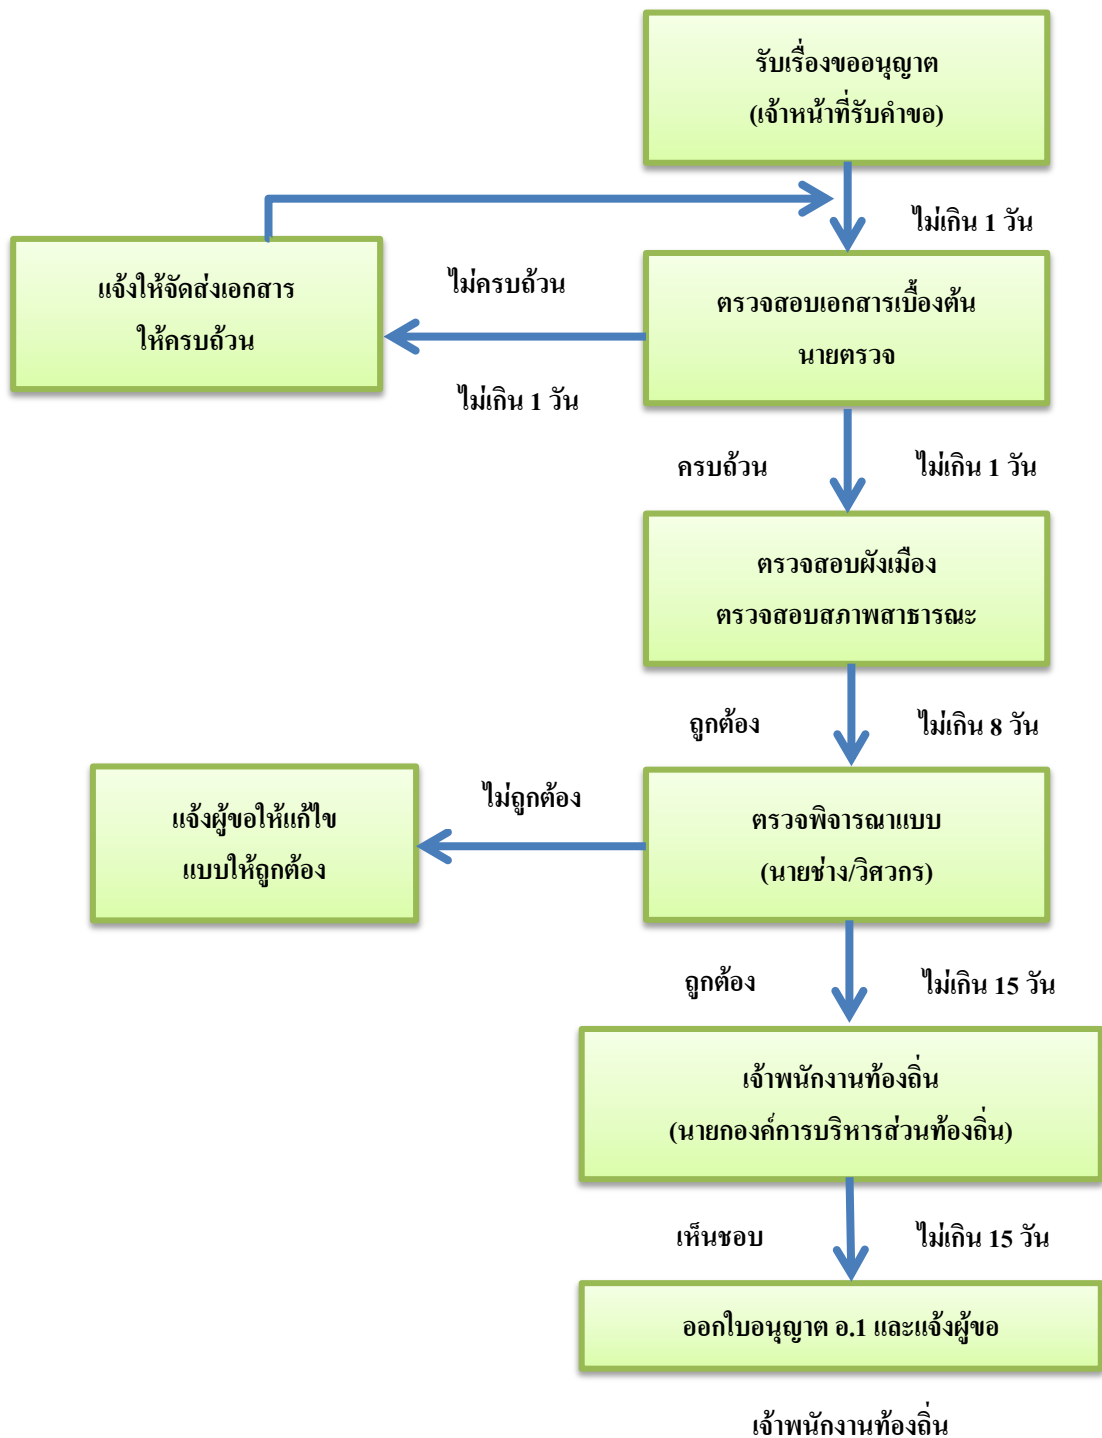 รับเรื่องขออนุญาต
(เจ้าหน้าที่รับคำขอ)
ไม่เกิน 1 วัน
แจ้งให้จัดส่งเอกสาร
ให้ครบถ้วน
ไม่ครบถ้วน
ไม่เกิน 1 วัน
ตรวจสอบเอกสารเบื้องต้น
นายตรวจ
ครบถ้วน
ไม่เกิน 1 วัน
ตรวจสอบผังเมือง
ตรวจสอบสภาพสาธารณะ
ถูกต้อง
ไม่เกิน 8 วัน
แจ้งผู้ขอให้แก้ไข
แบบให้ถูกต้อง
ไม่ถูกต้อง
ตรวจพิจารณาแบบ
(นายช่าง/วิศวกร)
ถูกต้อง
ไม่เกิน 15 วัน
เจ้าพนักงานท้องถิ่น
(นายกองค์การบริหารส่วนท้องถิ่น)
เห็นชอบ
ไม่เกิน 15 วัน
ออกใบอนุญาต อ.1 และแจ้งผู้ขอ
เจ้าพนักงานท้องถิ่น